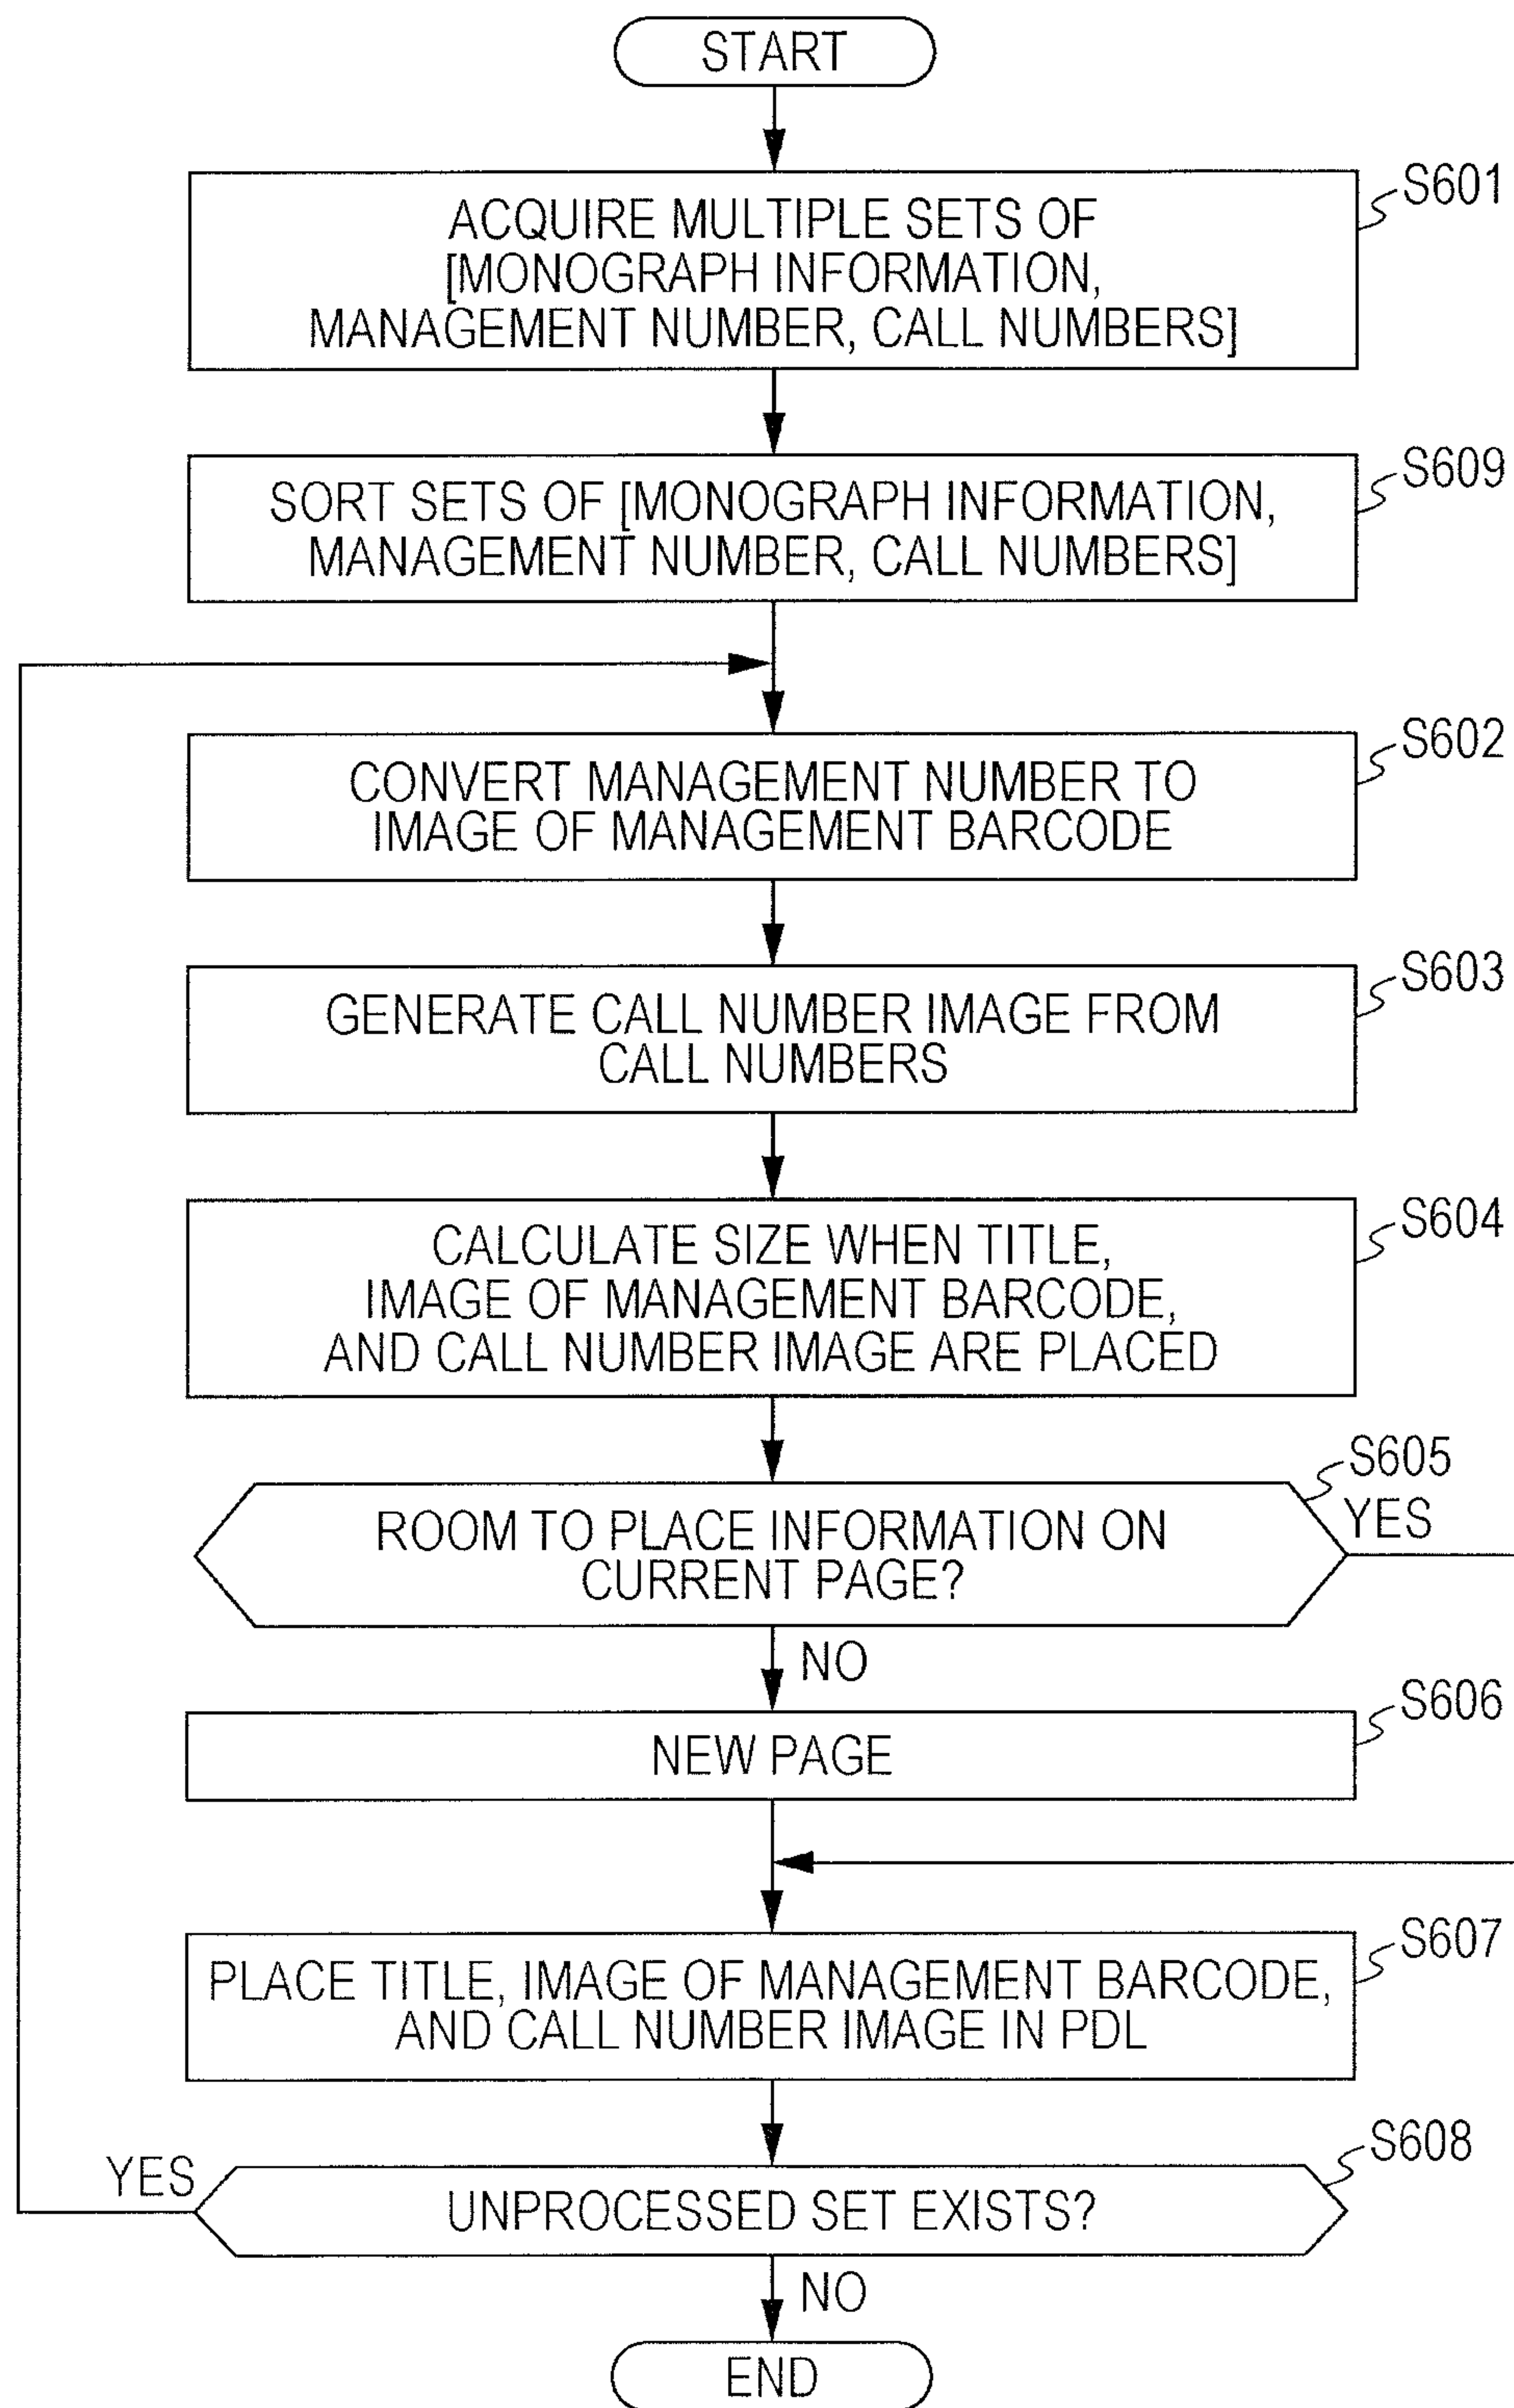 START
S601
ACQUIRE MULTIPLE SETS OF
[MONOGRAPH INFORMATION,
MANAGEMENT NUMBER, CALL NUMBERS]
S609
SORT SETS OF [MONOGRAPH INFORMATION,
MANAGEMENT NUMBER, CALL NUMBERS]
S602
CONVERT MANAGEMENT NUMBER TO
IMAGE OF MANAGEMENT BARCODE
S603
GENERATE CALL NUMBER IMAGE FROM
CALL NUMBERS
S604
CALCULATE SIZE WHEN TITLE,
IMAGE OF MANAGEMENT BARCODE,
AND CALL NUMBER IMAGE ARE PLACED
S605
YES
ROOM TO PLACE INFORMATION ON
CURRENT PAGE?
NO
S606
NEW PAGE
S607
PLACE TITLE, IMAGE OF MANAGEMENT BARCODE,
AND CALL NUMBER IMAGE IN PDL
S608
YES
UNPROCESSED SET EXISTS?
NO
END